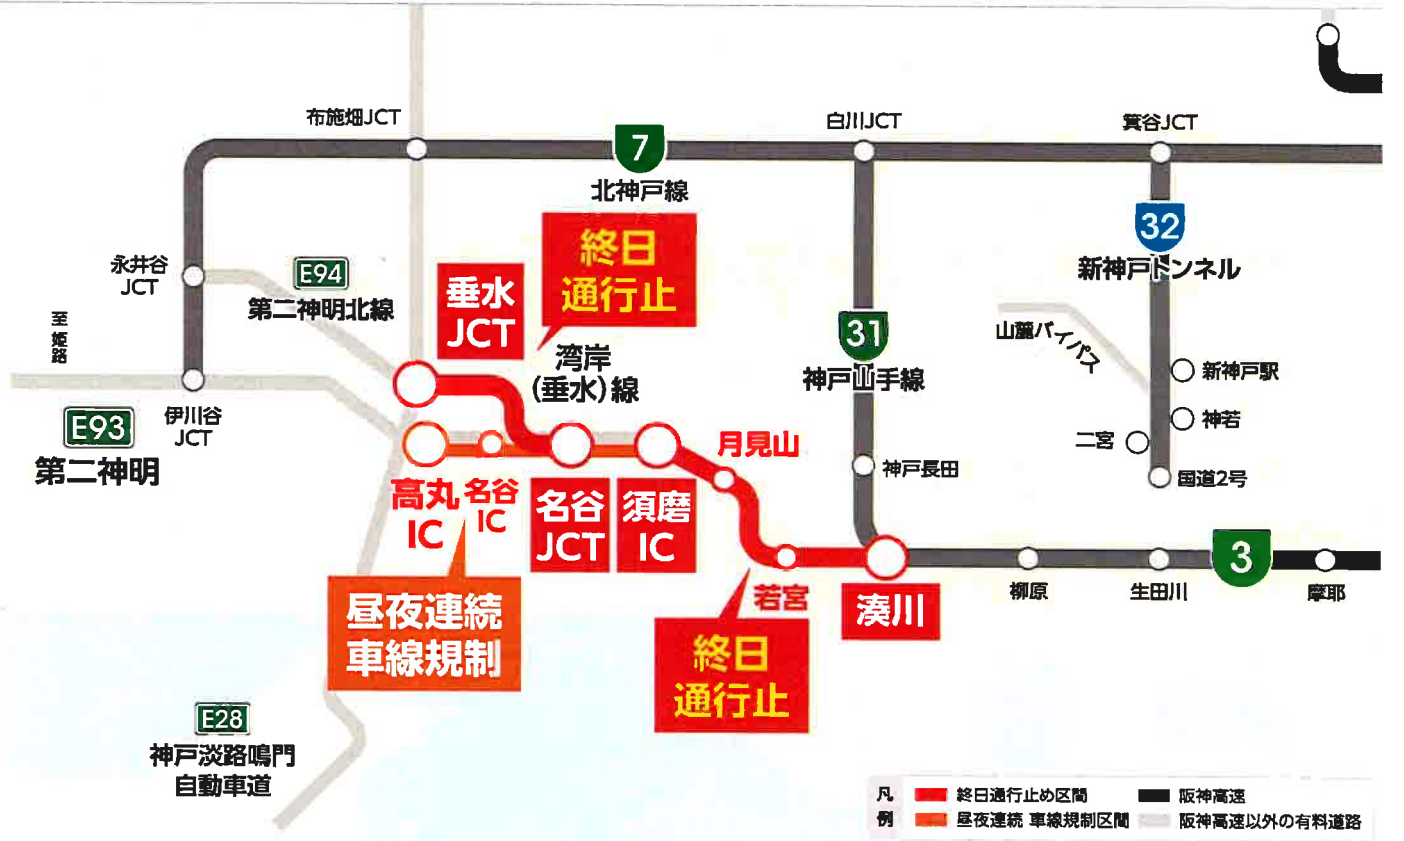 布施畑JCT
白川JCT
箕谷JCT
7
北神戸線
32
新神戸トンネル
永井谷
JCT
E94
第二神明北線
垂水
JCT
終日
通行止
湾岸
(垂水)線
31
神戸山手線
山麓バイパス
新神戸駅
神若
二宮
国道2号
至姫路
伊川谷
JCT
E93
第二神明
高丸
IC
名谷
IC
名谷
JCT
須磨
IC
月見山
神戸長田
若宮
湊川
柳原
生田川
3
摩耶
昼夜連続
車線規制
終日
通行止
E28
神戸淡路鳴門
自動車道
凡例
終日通行止め区間
阪神高速
昼夜連続 車線規制区間
阪神高速以外の有料道路